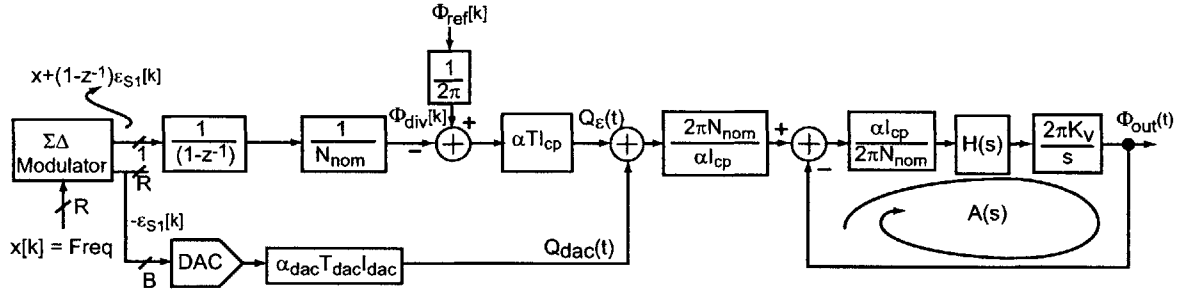 Φref[k]
x+(1-z-1)εS1[k]
1
2π
ΣΔ
Modulator
1
R
1
(1-z-1)
1
Nnom
Φdiv[k]
+
-
+
αTIcp
Qε(t)
+
2πNnom
αIcp
+
+
-
αIcp
2πNnom
H(s)
2πKv
s
Φout(t)
A(s)
R
x[k] = Freq
-εS1[k]
B
DAC
αdacTdacIdac
Qdac(t)